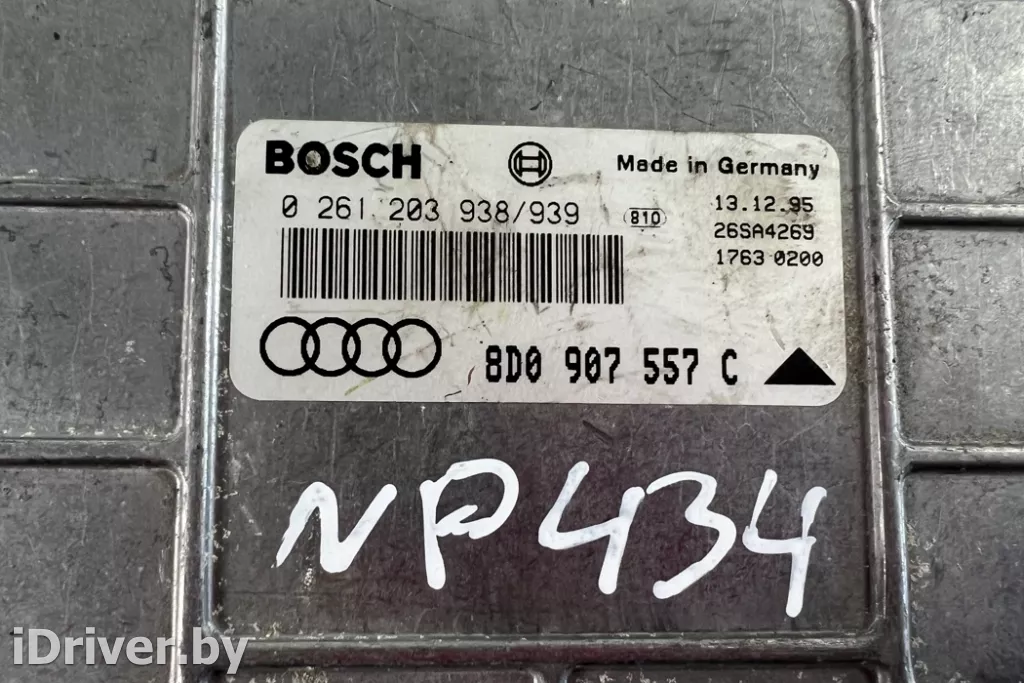 BOSCH
Made in Germany
0 261 203 938/939
810
13.12.95
26SA4269
1763 0200
8D0 907 557 C
NP434
iDriver.by